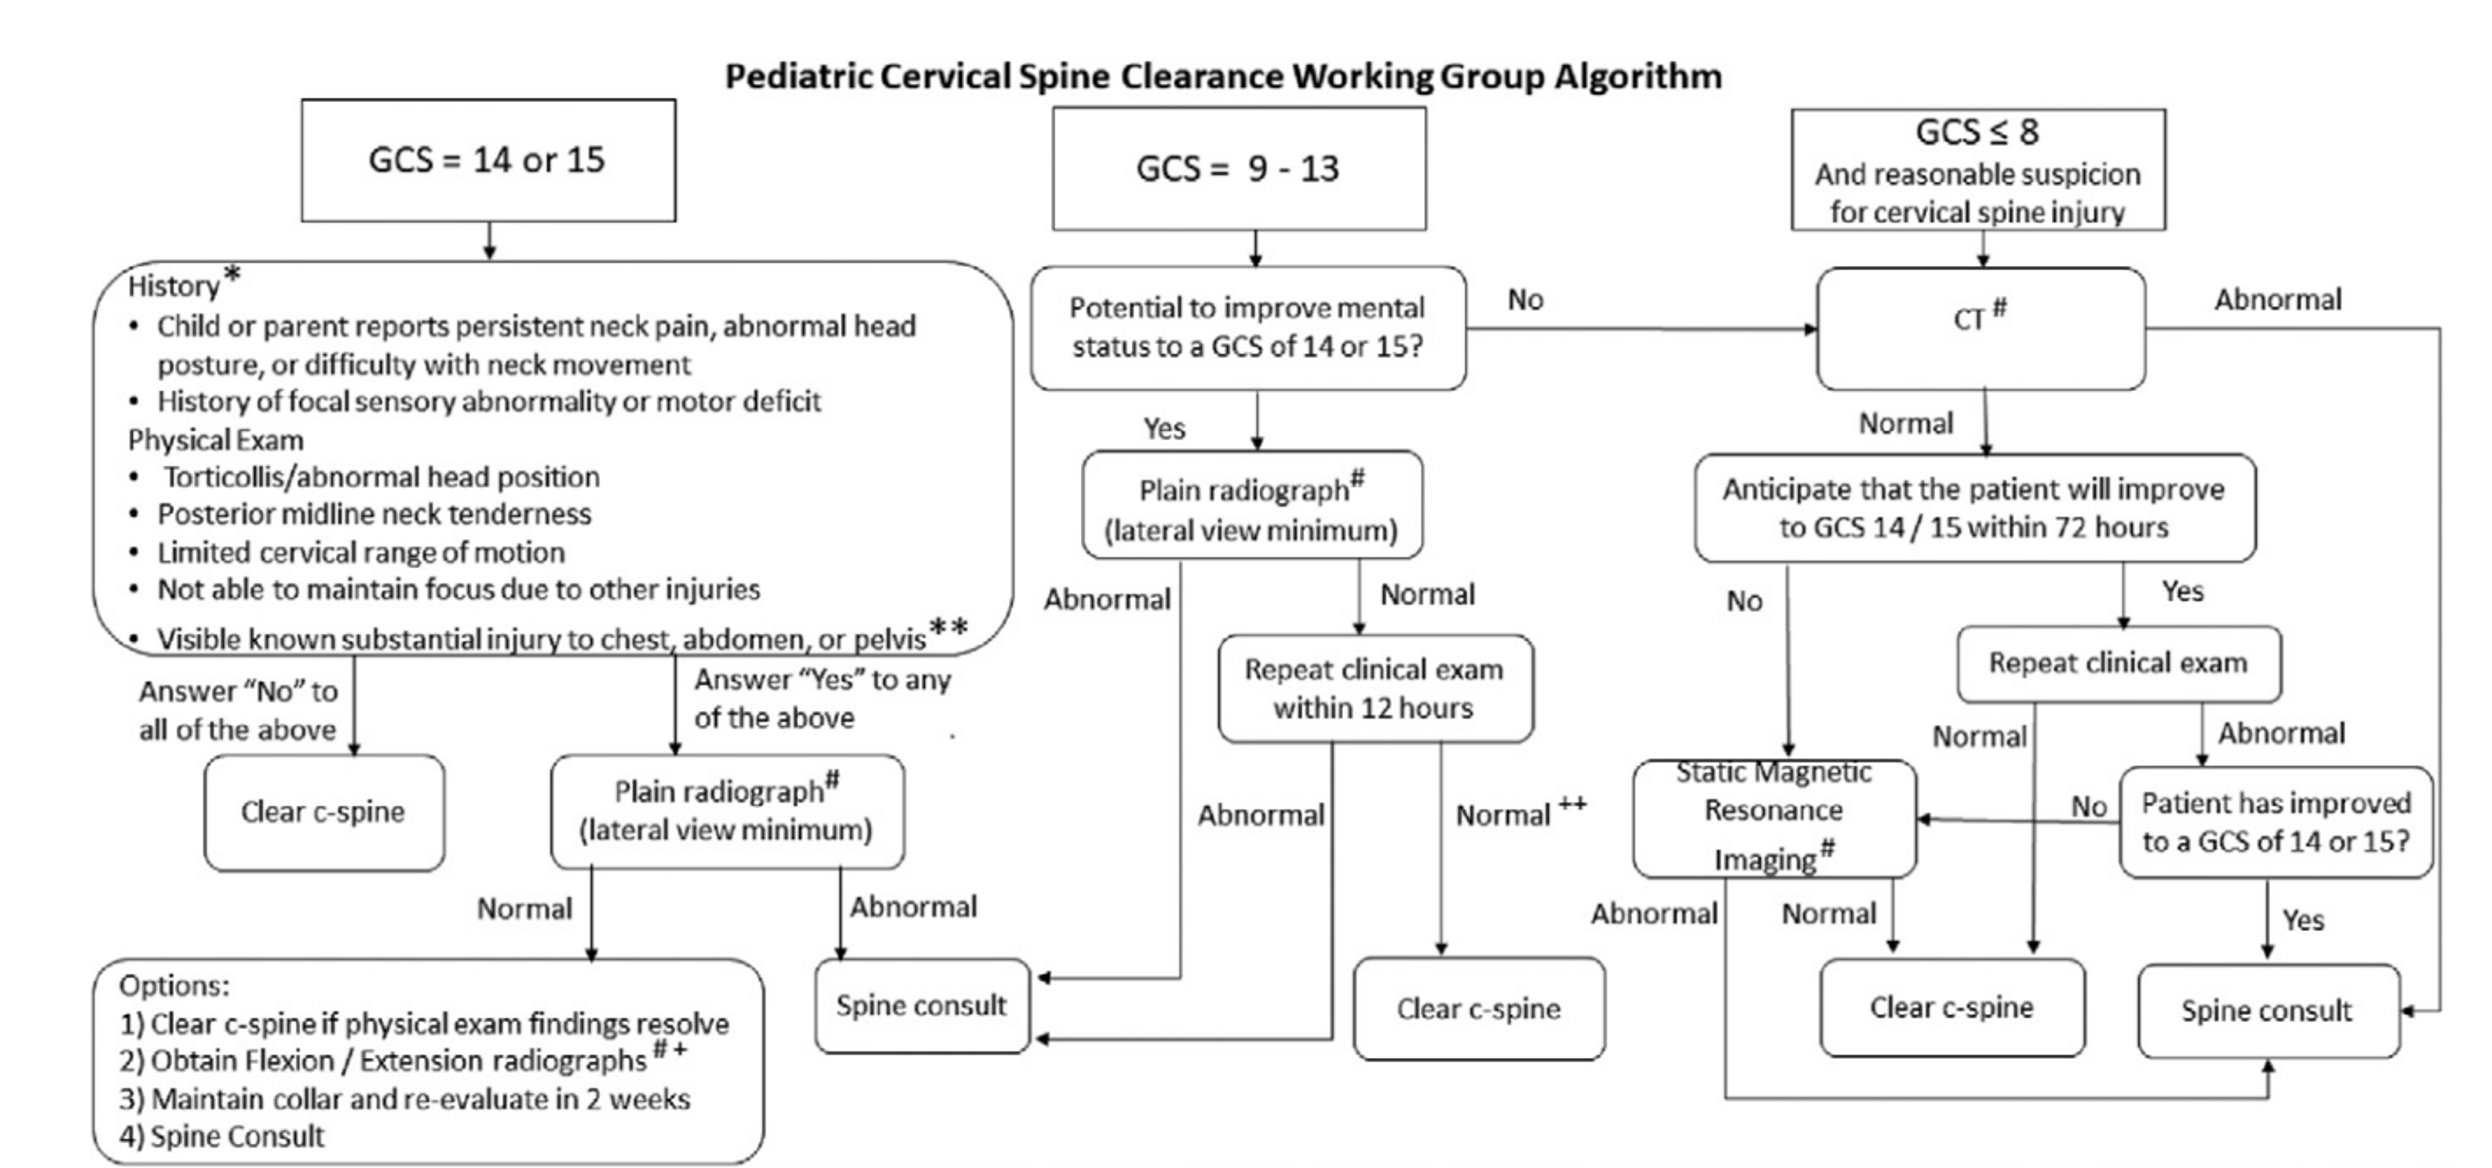 Pediatric Cervical Spine Clearance Working Group Algorithm
GCS = 14 or 15
History*
• Child or parent reports persistent neck pain, abnormal head
posture, or difficulty with neck movement
• History of focal sensory abnormality or motor deficit
Physical Exam
• Torticollis/abnormal head position
• Posterior midline neck tenderness
• Limited cervical range of motion
• Not able to maintain focus due to other injuries
• Visible known substantial injury to chest, abdomen, or pelvis**
Answer “No” to
all of the above
Answer “Yes” to any
of the above
Clear c-spine
Plain radiograph#
(lateral view minimum)
Normal
Abnormal
Options:
1) Clear c-spine if physical exam findings resolve
2) Obtain Flexion / Extension radiographs# +
3) Maintain collar and re-evaluate in 2 weeks
4) Spine Consult
Spine consult
GCS = 9 - 13
Potential to improve mental
status to a GCS of 14 or 15?
No
Yes
Plain radiograph#
(lateral view minimum)
Abnormal
Normal
Repeat clinical exam
within 12 hours
Abnormal
Normal ++
Clear c-spine
GCS ≤ 8
And reasonable suspicion
for cervical spine injury
CT #
Abnormal
Normal
Anticipate that the patient will improve
to GCS 14 / 15 within 72 hours
No
Yes
Repeat clinical exam
Normal
Abnormal
Static Magnetic
Resonance
Imaging#
No
Patient has improved
to a GCS of 14 or 15?
Abnormal
Normal
Yes
Clear c-spine
Spine consult